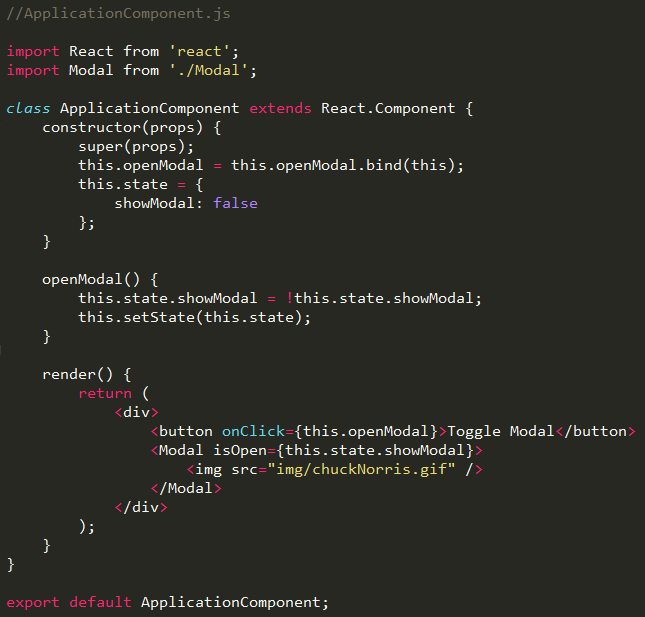 //ApplicationComponent.js
import React from 'react';
import Modal from './Modal';
class ApplicationComponent extends React.Component {
    constructor(props) {
        super(props);
        this.openModal = this.openModal.bind(this);
        this.state = {
            showModal: false
        };
    }
    openModal() {
        this.state.showModal = !this.state.showModal;
        this.setState(this.state);
    }
    render() {
        return (
            <div>
                <button onClick={this.openModal}>Toggle Modal</button>
                <Modal isOpen={this.state.showModal}>
                    <img src="img/chuckNorris.gif" />
                </Modal>
            </div>
        );
    }
}
export default ApplicationComponent;